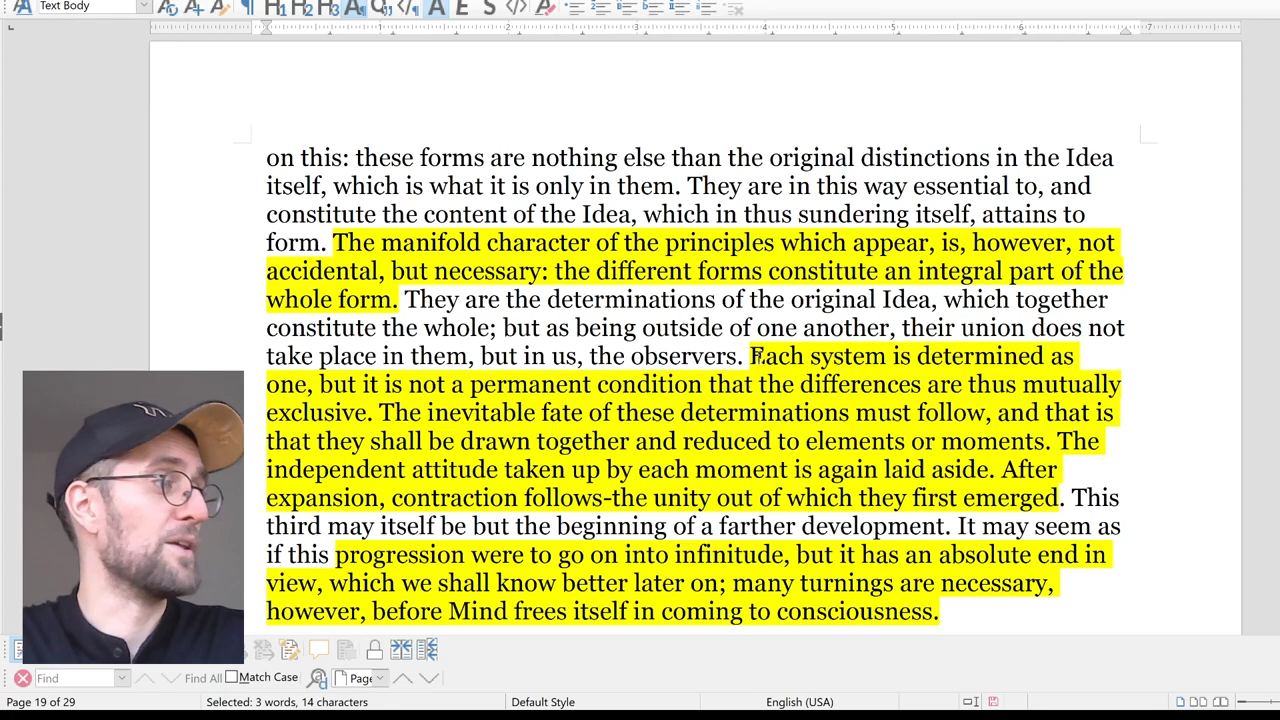 Text Body
1 2 3 4 5 6 7
on this: these forms are nothing else than the original distinctions in the Idea
itself, which is what it is only in them. They are in this way essential to, and
constitute the content of the Idea, which in thus sundering itself, attains to
form. The manifold character of the principles which appear, is, however, not
accidental, but necessary: the different forms constitute an integral part of the
whole form. They are the determinations of the original Idea, which together
constitute the whole; but as being outside of one another, their union does not
take place in them, but in us, the observers. Each system is determined as
one, but it is not a permanent condition that the differences are thus mutually
exclusive. The inevitable fate of these determinations must follow, and that is
that they shall be drawn together and reduced to elements or moments. The
independent attitude taken up by each moment is again laid aside. After
expansion, contraction follows-the unity out of which they first emerged. This
third may itself be but the beginning of a farther development. It may seem as
if this progression were to go on into infinitude, but it has an absolute end in
view, which we shall know better later on; many turnings are necessary,
however, before Mind frees itself in coming to consciousness.
Find Find All Match Case Page
Page 19 of 29 Selected: 3 words, 14 characters Default Style English (USA)